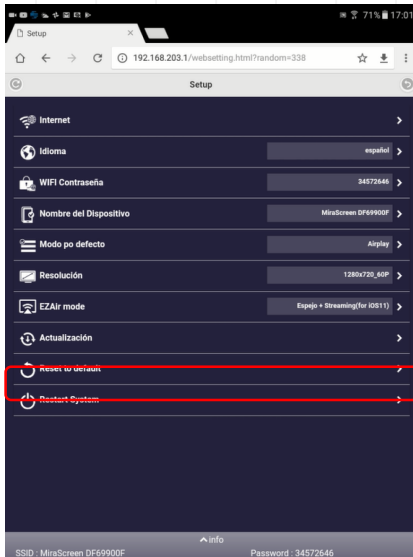 71% 17:01
Setup
192.168.203.1/websetting.html?random=338
Setup
Internet
Idioma español
WIFI Contraseña 34572646
Nombre del Dispositivo MiraScreen DF69900F
Modo po defecto Airplay
Resolución 1280x720_60P
EZAir mode Espejo + Streaming(for iOS11)
Actualización
Reset to default
Restart System
info
SSID : MiraScreen DF69900F Password : 34572646